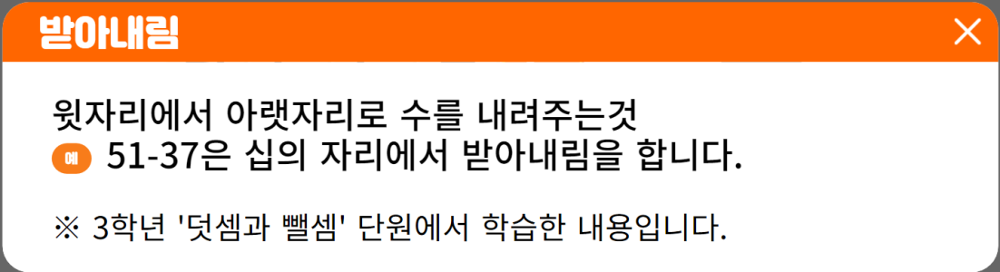 받아내림
윗자리에서 아랫자리로 수를 내려주는것
예 51-37은 십의 자리에서 받아내림을 합니다.
※ 3학년 '덧셈과 뺄셈' 단원에서 학습한 내용입니다.